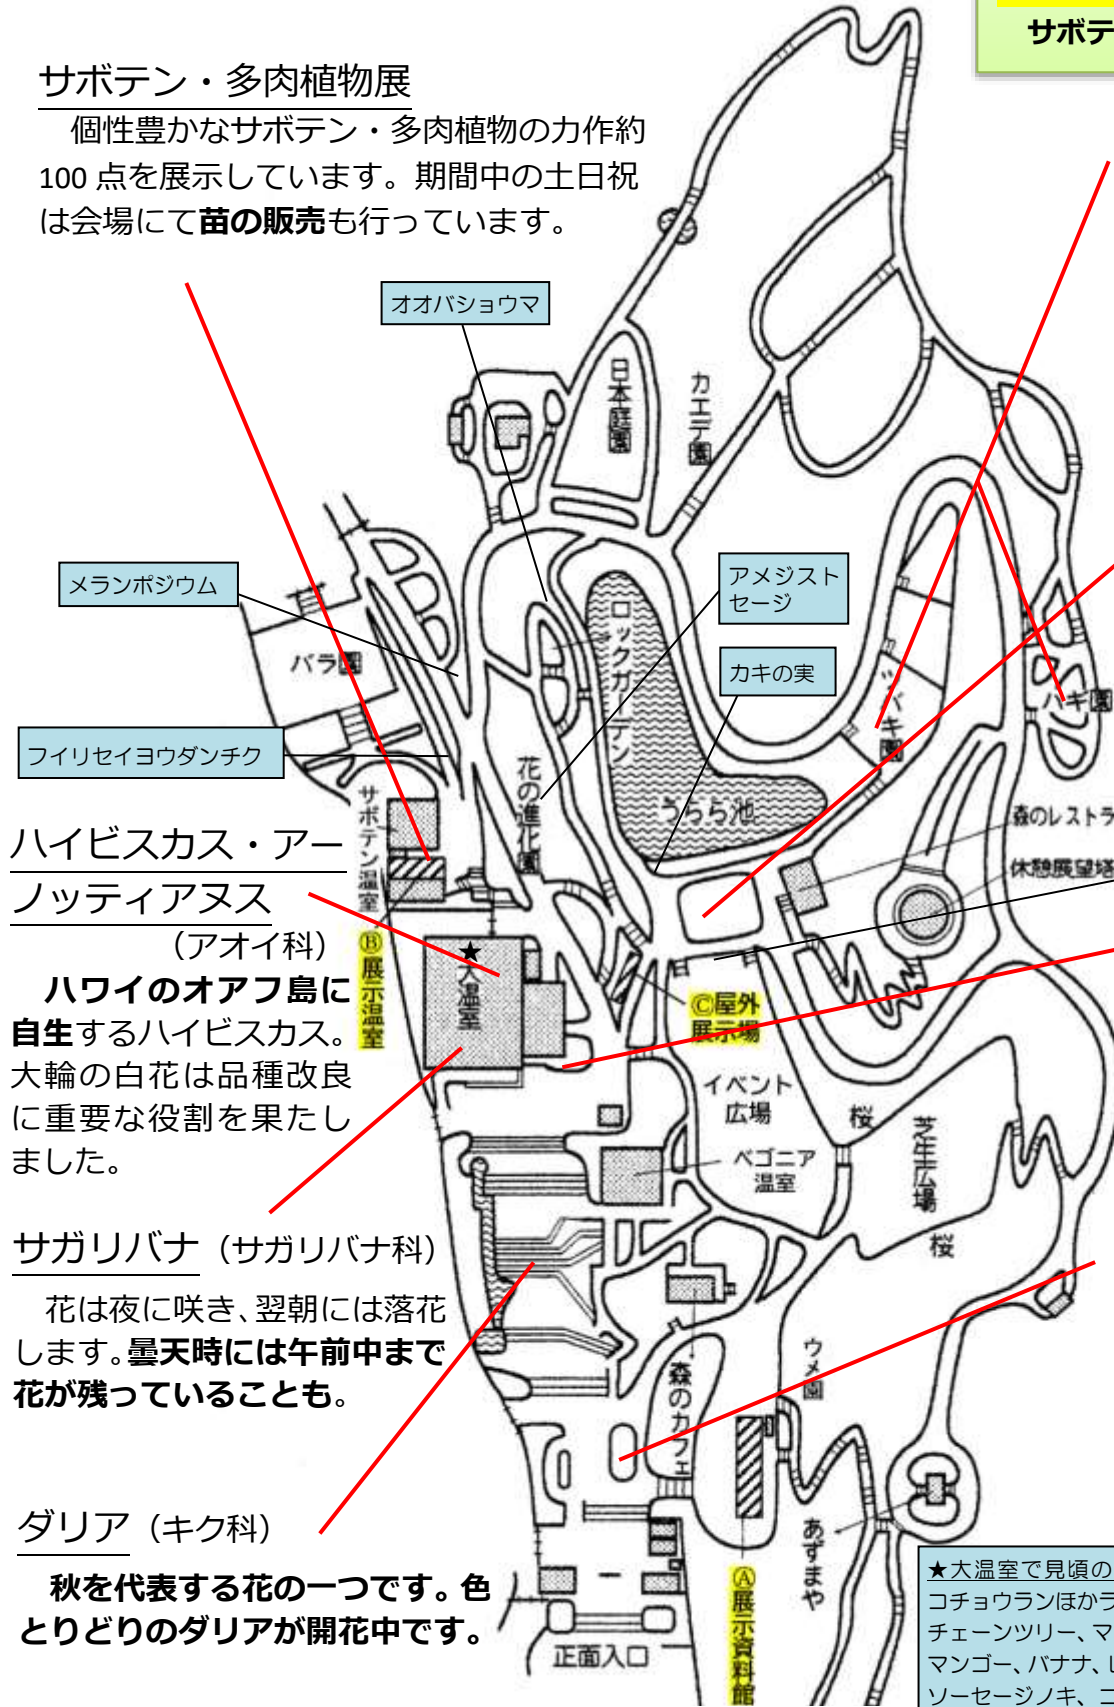 サボテ
サボテン・多肉植物展
個性豊かなサボテン・多肉植物の力作約
100 点を展示しています。期間中の土日祝
は会場にて苗の販売も行っています。
オオバショウマ
日本庭園
カエデ園
メランポジウム
アメジスト
セージ
ロックガーデン
バラ園
カキの実
ツバキ園
ハギ園
フイリセイヨウダンチク
花の進化園
うらら池
サボテン温室
森のレストラ
休憩展望塔
ハイビスカス・アー
ノッティアヌス
（アオイ科）
ハワイのオアフ島に
自生するハイビスカス。
大輪の白花は品種改良
に重要な役割を果たし
ました。
Ⓑ展示温室
★大温室
Ⓒ屋外
展示場
イベント
広場
桜
芝生広場
ベゴニア
温室
桜
サガリバナ（サガリバナ科）
花は夜に咲き、翌朝には落花
します。曇天時には午前中まで
花が残っていることも。
森のカフェ
ウメ園
ダリア（キク科）
秋を代表する花の一つです。色
とりどりのダリアが開花中です。
あずまや
Ⓐ展示資料館
正面入口
★大温室で見頃の
コチョウランほかラ
チェーンツリー、マ
マンゴー、バナナ、
ソーセージノキ、コ